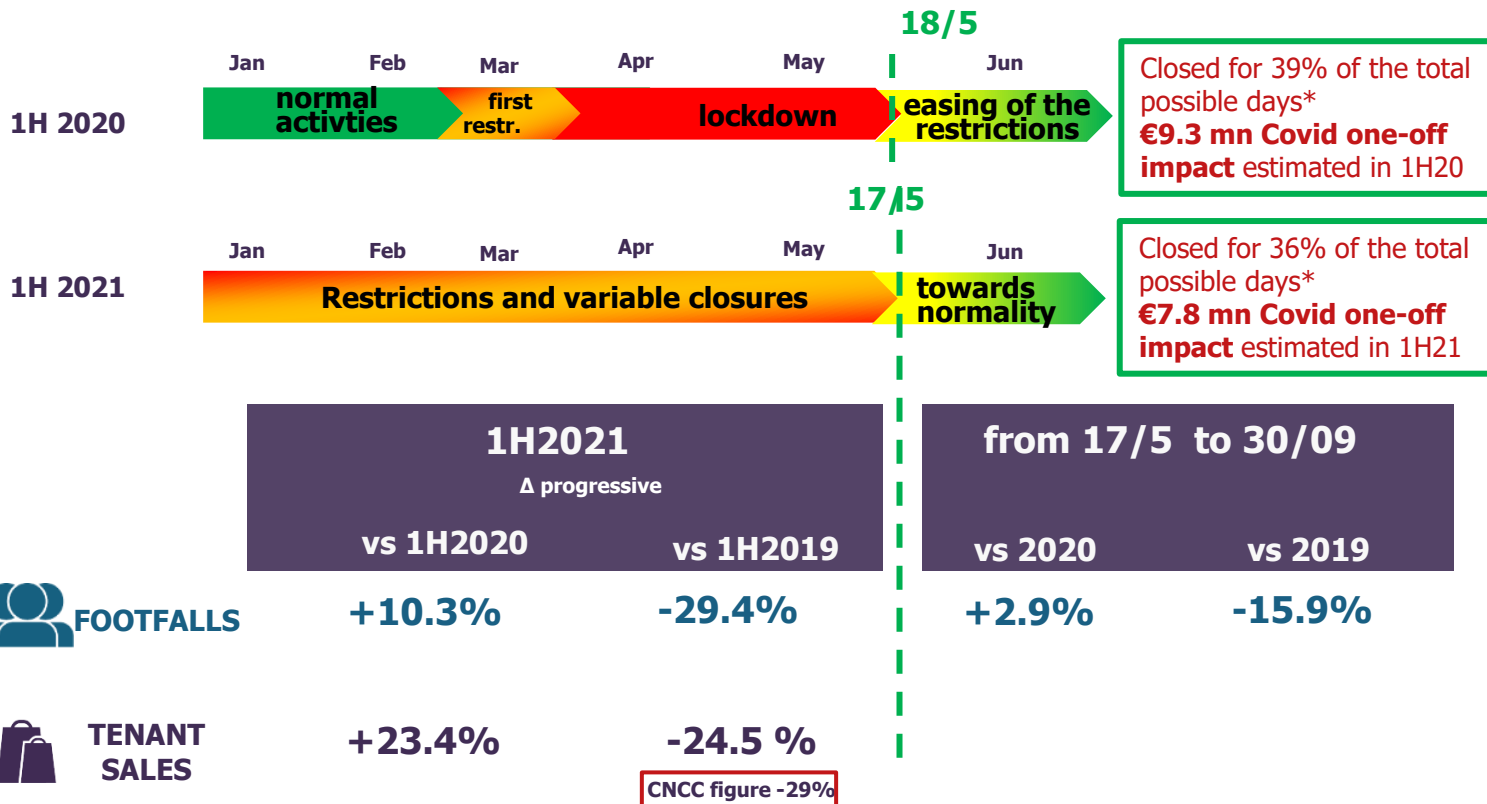 18/5
Jan Feb Mar Apr May Jun
1H 2020
normal
activties
first
restr.
lockdown
easing of the
restrictions
Closed for 39% of the total
possible days*
€9.3 mn Covid one-off
impact estimated in 1H20
17/5
Jan Feb Mar Apr May Jun
1H 2021
Restrictions and variable closures
towards
normality
Closed for 36% of the total
possible days*
€7.8 mn Covid one-off
impact estimated in 1H21
1H2021
Δ progressive
vs 1H2020 vs 1H2019
from 17/5 to 30/09
vs 2020 vs 2019
FOOTFALLS +10.3% -29.4% +2.9% -15.9%
TENANT
SALES
+23.4% -24.5 %
CNCC figure -29%